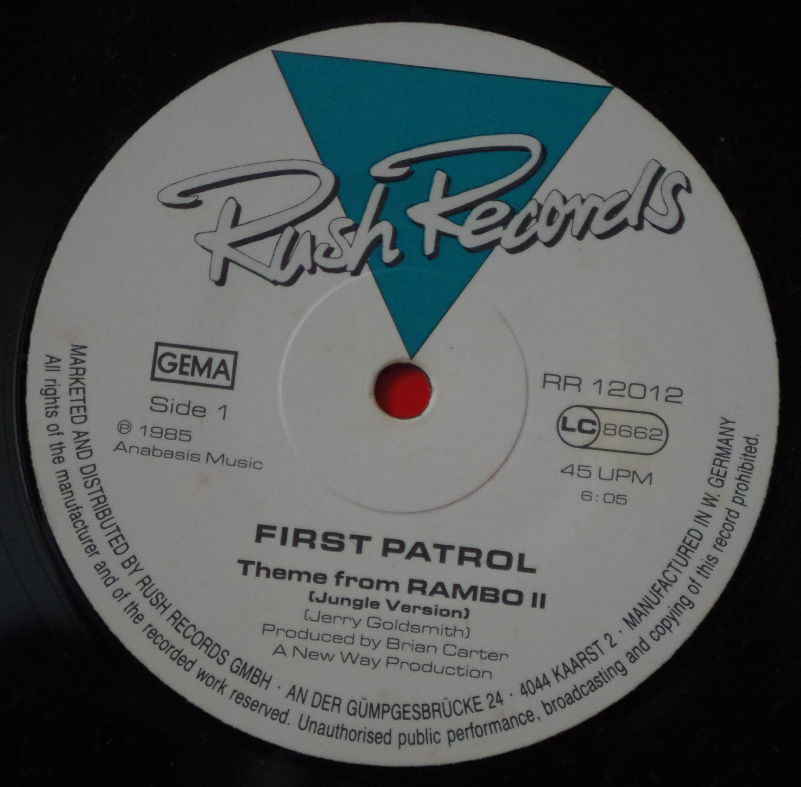 Rush Records
GEMA
Side 1
℗ 1985
Anabasis Music
RR 12012
LC 8662
45 UPM
6:05
FIRST PATROL
Theme from RAMBO II
(Jungle Version)
(Jerry Goldsmith)
Produced by Brian Carter
A New Way Production
MARKETED AND DISTRIBUTED BY RUSH RECORDS GMBH · AN DER GÜMPGESBRÜCKE 24 · 4044 KAARST 2 · MANUFACTURED IN W. GERMANY
All rights of the manufacturer and of the recorded work reserved. Unauthorised public performance, broadcasting and copying of this record prohibited.